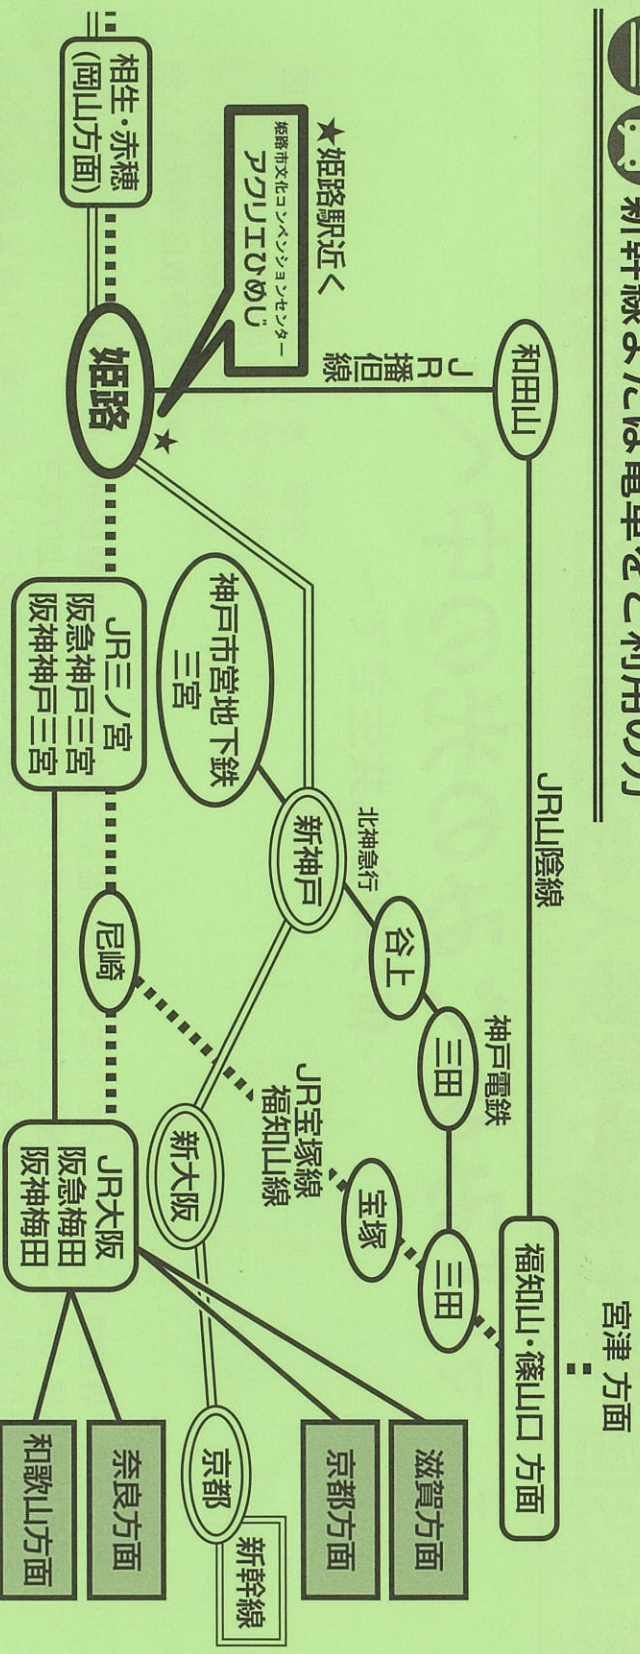 新幹線または電車をご利用の方
宮津 方面
和田山
JR山陰線
福知山・篠山口 方面
JR
播但線
★姫路駅近く
姫路市文化コンベンションセンター
アクリエひめじ
神戸電鉄
三田
三田
谷上
北神急行
宝塚
JR宝塚線
福知山線
滋賀方面
京都方面
新神戸
神戸市営地下鉄
三宮
新大阪
京都
新幹線
相生・赤穂
(岡山方面)
姫路
★
JR三ノ宮
阪急神戸三宮
阪神神戸三宮
尼崎
JR大阪
阪急梅田
阪神梅田
奈良方面
和歌山方面